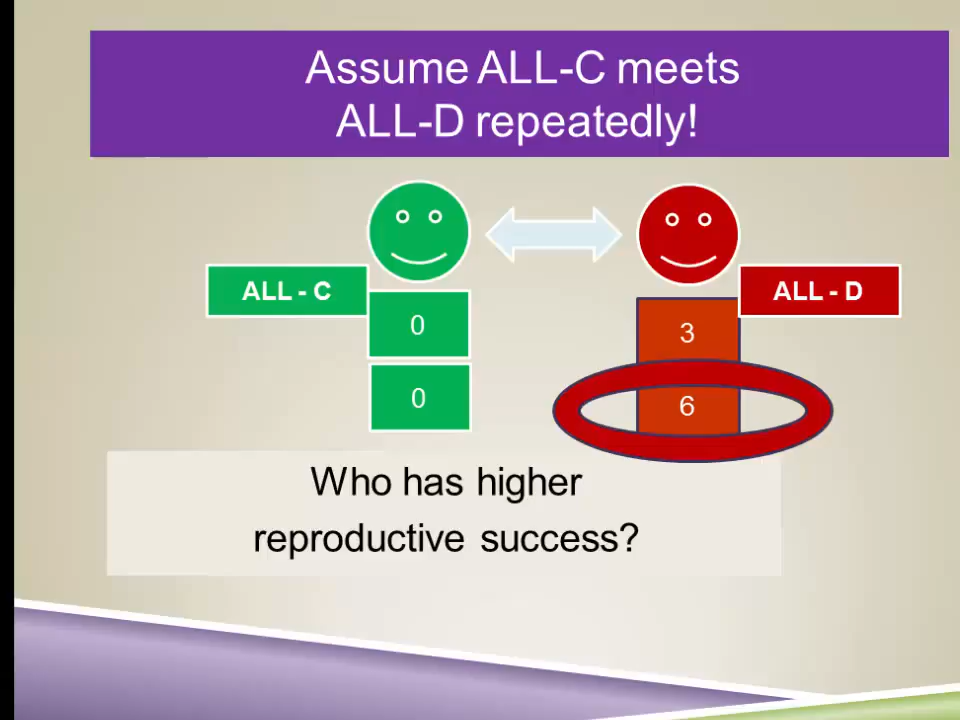 Assume ALL-C meets
ALL-D repeatedly!
ALL - C
ALL - D
0
3
0
6
Who has higher
reproductive success?